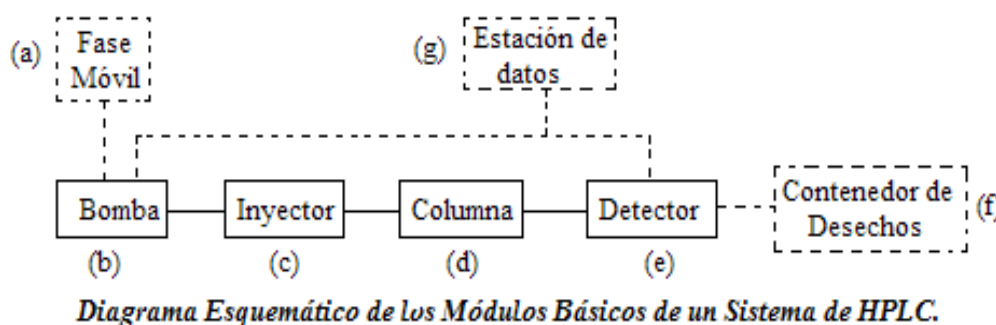 (a)
Fase
Móvil
(g)
Estación de
datos
Bomba
Inyector
Columna
Detector
Contenedor de
Desechos
(f)
(b)
(c)
(d)
(e)
Diagrama Esquemático de los Módulos Básicos de un Sistema de HPLC.